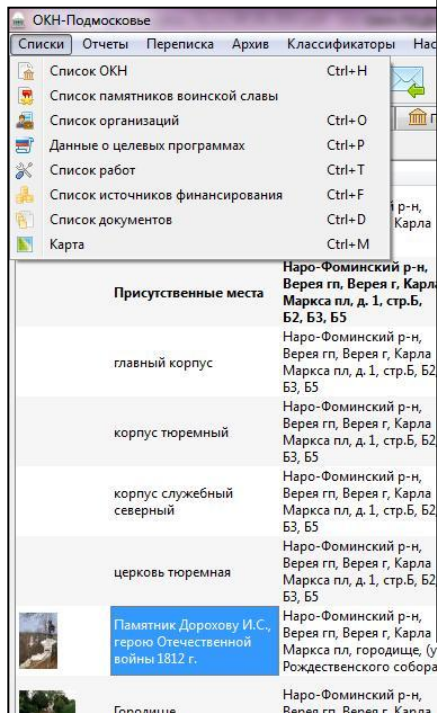 ОКН-Подмосковье
Списки Отчеты Переписка Архив Классификаторы
Список ОКН Ctrl+H
Список памятников воинской славы
Список организаций Ctrl+O
Данные о целевых программах Ctrl+P
Список работ Ctrl+T
Список источников финансирования Ctrl+F
Список документов Ctrl+D
Карта Ctrl+M
р-н,
Карла
Присутственные места
Наро-Фоминский р-н,
Верея гп, Верея г, Карла
Маркса пл, д. 1, стр.Б,
Б2, Б3, Б5
главный корпус
Наро-Фоминский р-н,
Верея гп, Верея г, Карла
Маркса пл, д. 1, стр.Б, Б2,
Б3, Б5
корпус тюремный
Наро-Фоминский р-н,
Верея гп, Верея г, Карла
Маркса пл, д. 1, стр.Б, Б2,
Б3, Б5
корпус служебный
северный
Наро-Фоминский р-н,
Верея гп, Верея г, Карла
Маркса пл, д. 1, стр.Б, Б2,
Б3, Б5
церковь тюремная
Наро-Фоминский р-н,
Верея гп, Верея г, Карла
Маркса пл, д. 1, стр.Б, Б2,
Б3, Б5
Памятник Дорохову И.С.,
герою Отечественной
войны 1812 г.
Наро-Фоминский р-н,
Верея гп, Верея г, Карла
Маркса пл, городище, (у
Рождественского собора
Городище
Наро-Фоминский р-н,
Верея гп, Верея г, Карла